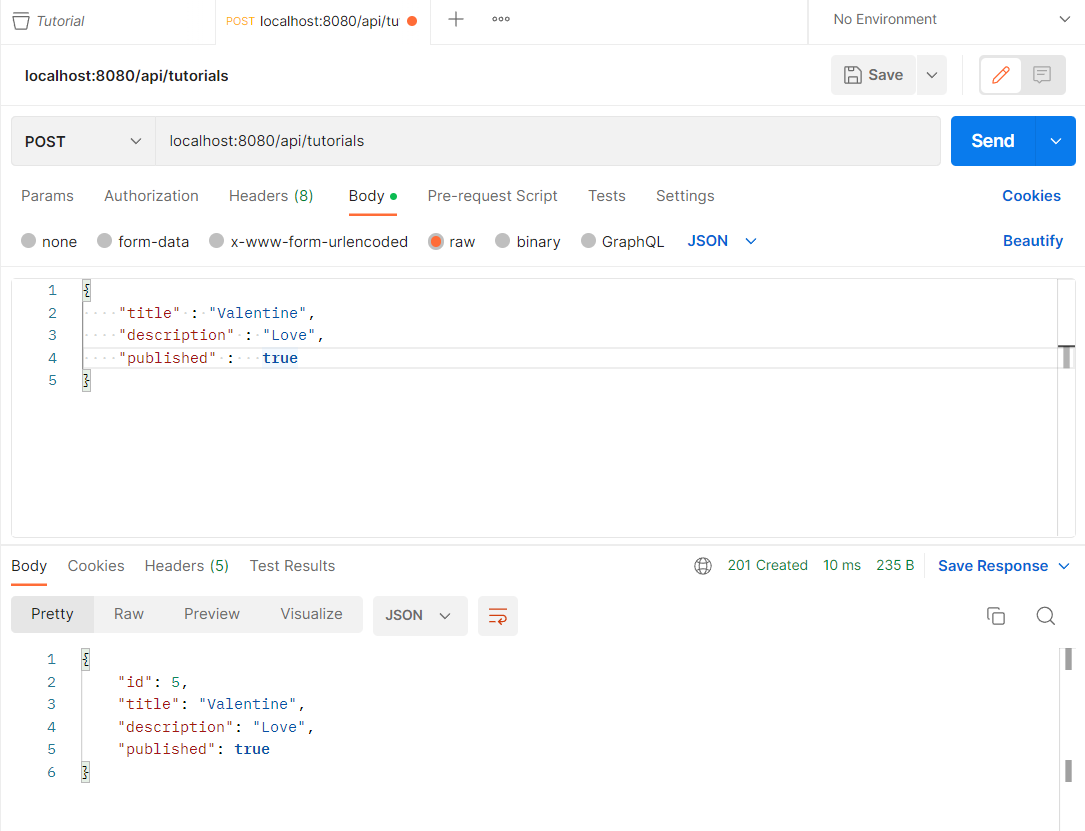 Tutorial POST localhost:8080/api/tu No Environment
localhost:8080/api/tutorials Save
POST localhost:8080/api/tutorials Send
Params Authorization Headers (8) Body Pre-request Script Tests Settings Cookies
none form-data x-www-form-urlencoded raw binary GraphQL JSON Beautify
1 {
2 "title" : "Valentine",
3 "description" : "Love",
4 "published" : true
5 }
Body Cookies Headers (5) Test Results 201 Created 10 ms 235 B Save Response
Pretty Raw Preview Visualize JSON
1 {
2 "id": 5,
3 "title": "Valentine",
4 "description": "Love",
5 "published": true
6 }